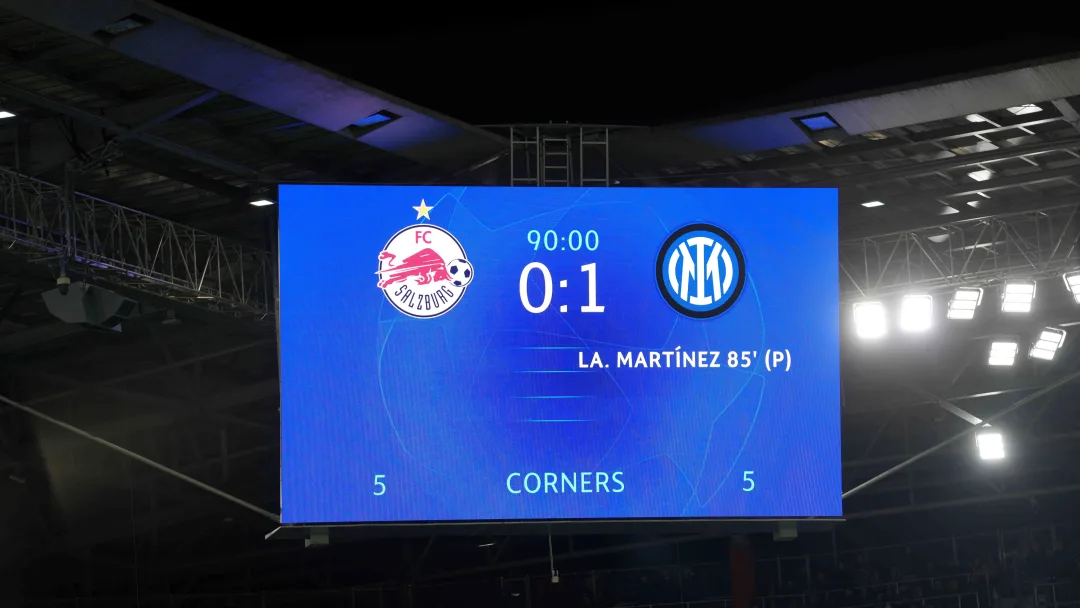 FC
SALZBURG
90:00
0:1
LA. MARTÍNEZ 85' (P)
5 CORNERS 5